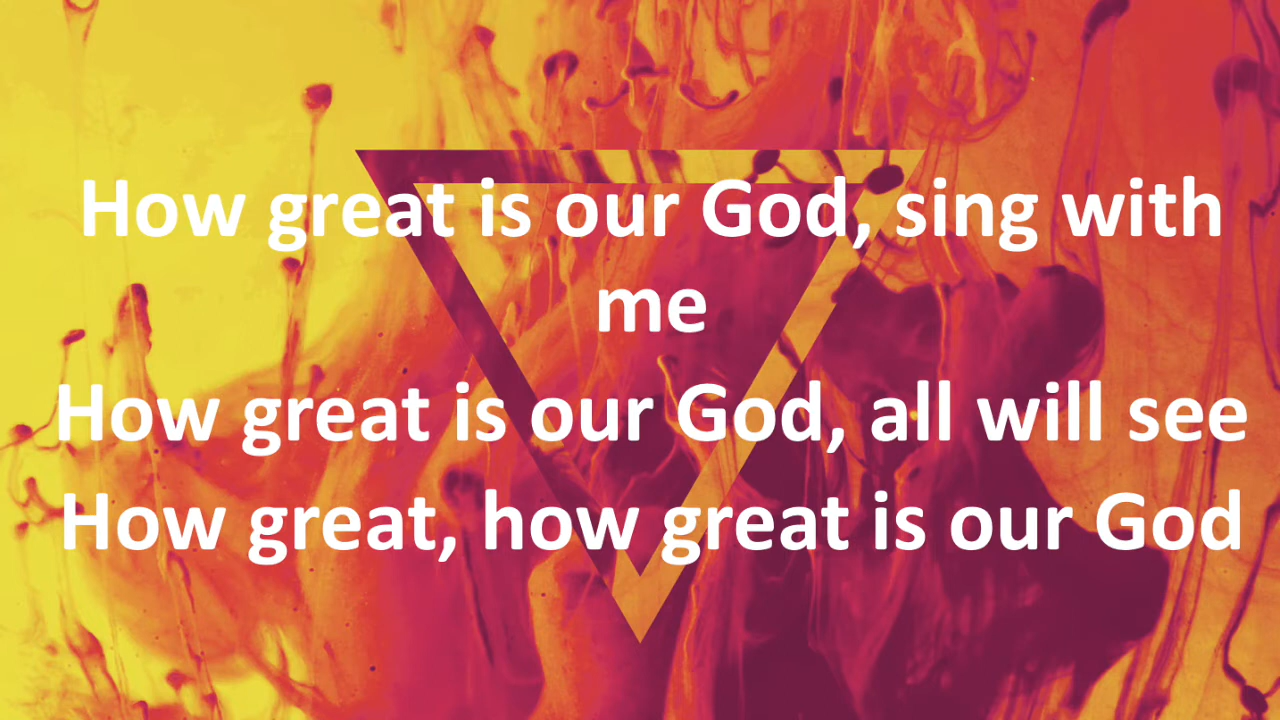 How great is our God, sing with
me
How great is our God, all will see
How great, how great is our God